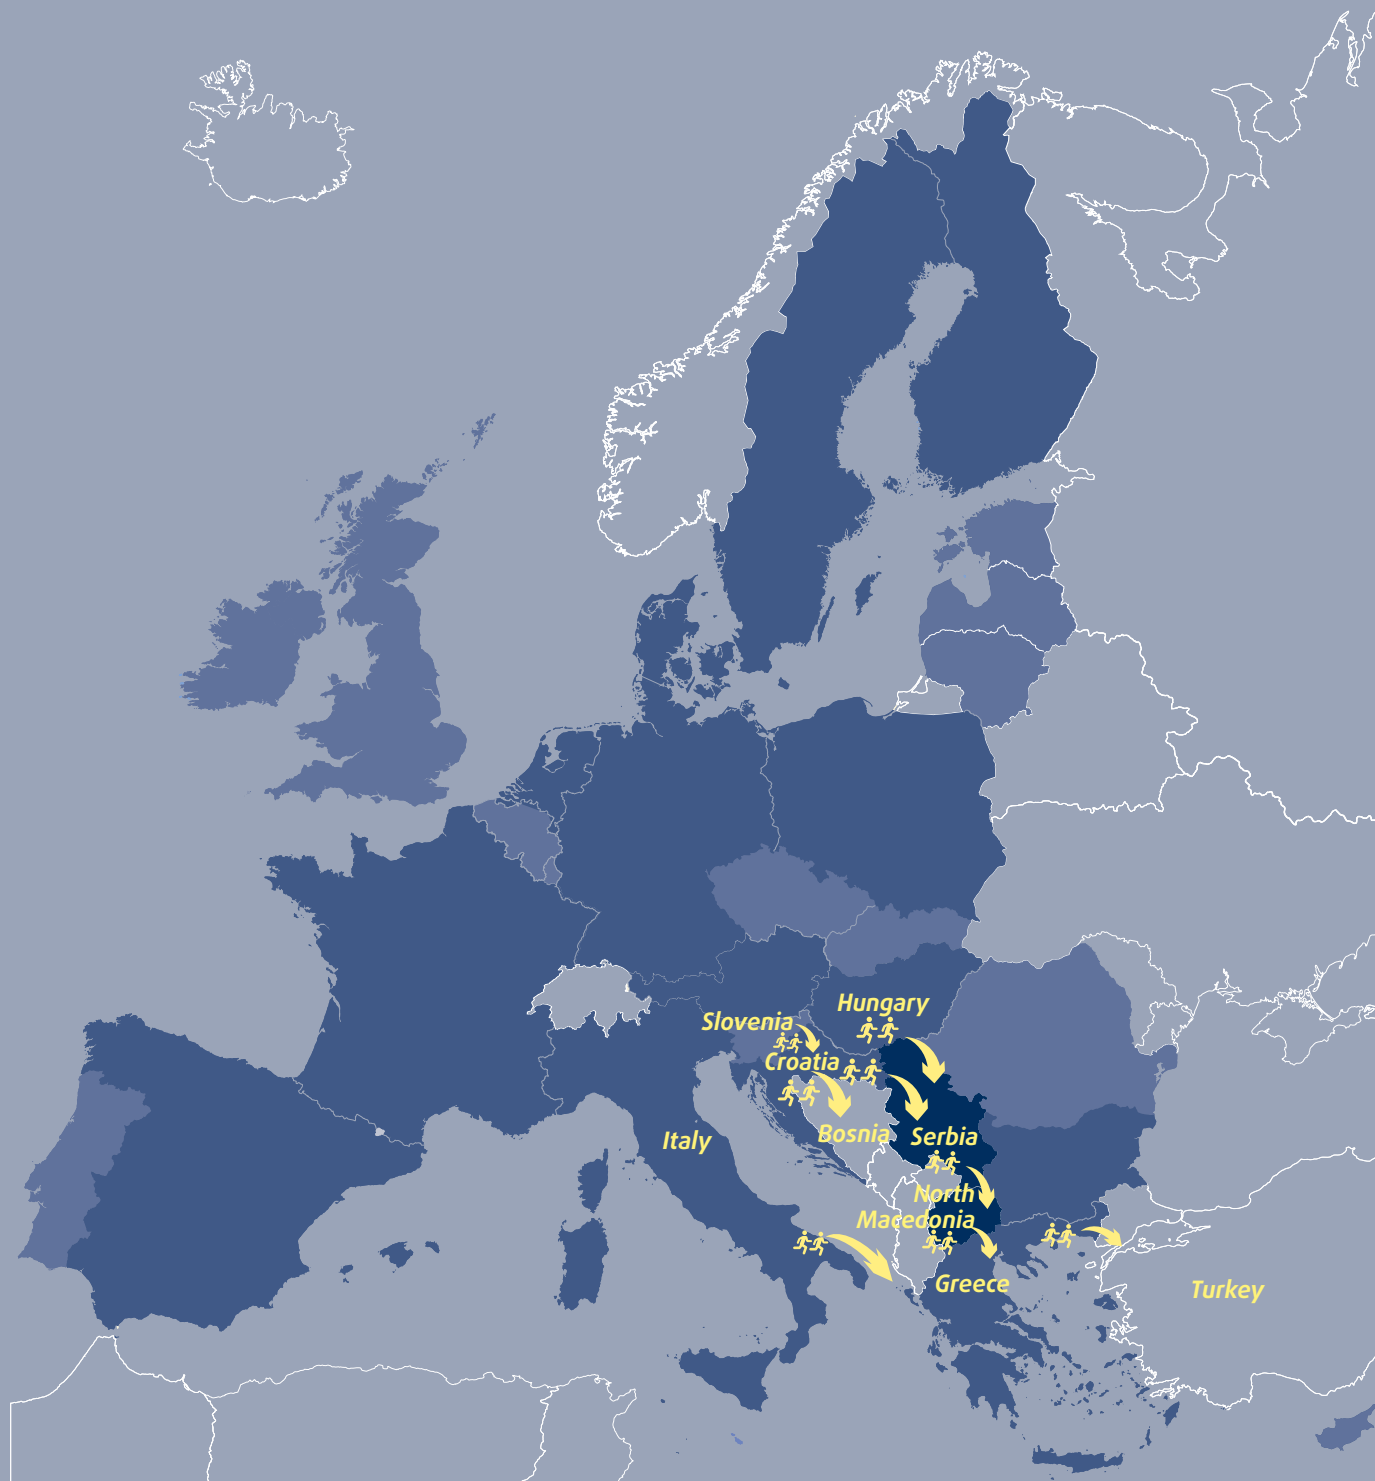 Hungary
Slovenia
Croatia
Bosnia
Serbia
Italy
North
Macedonia
Greece
Turkey